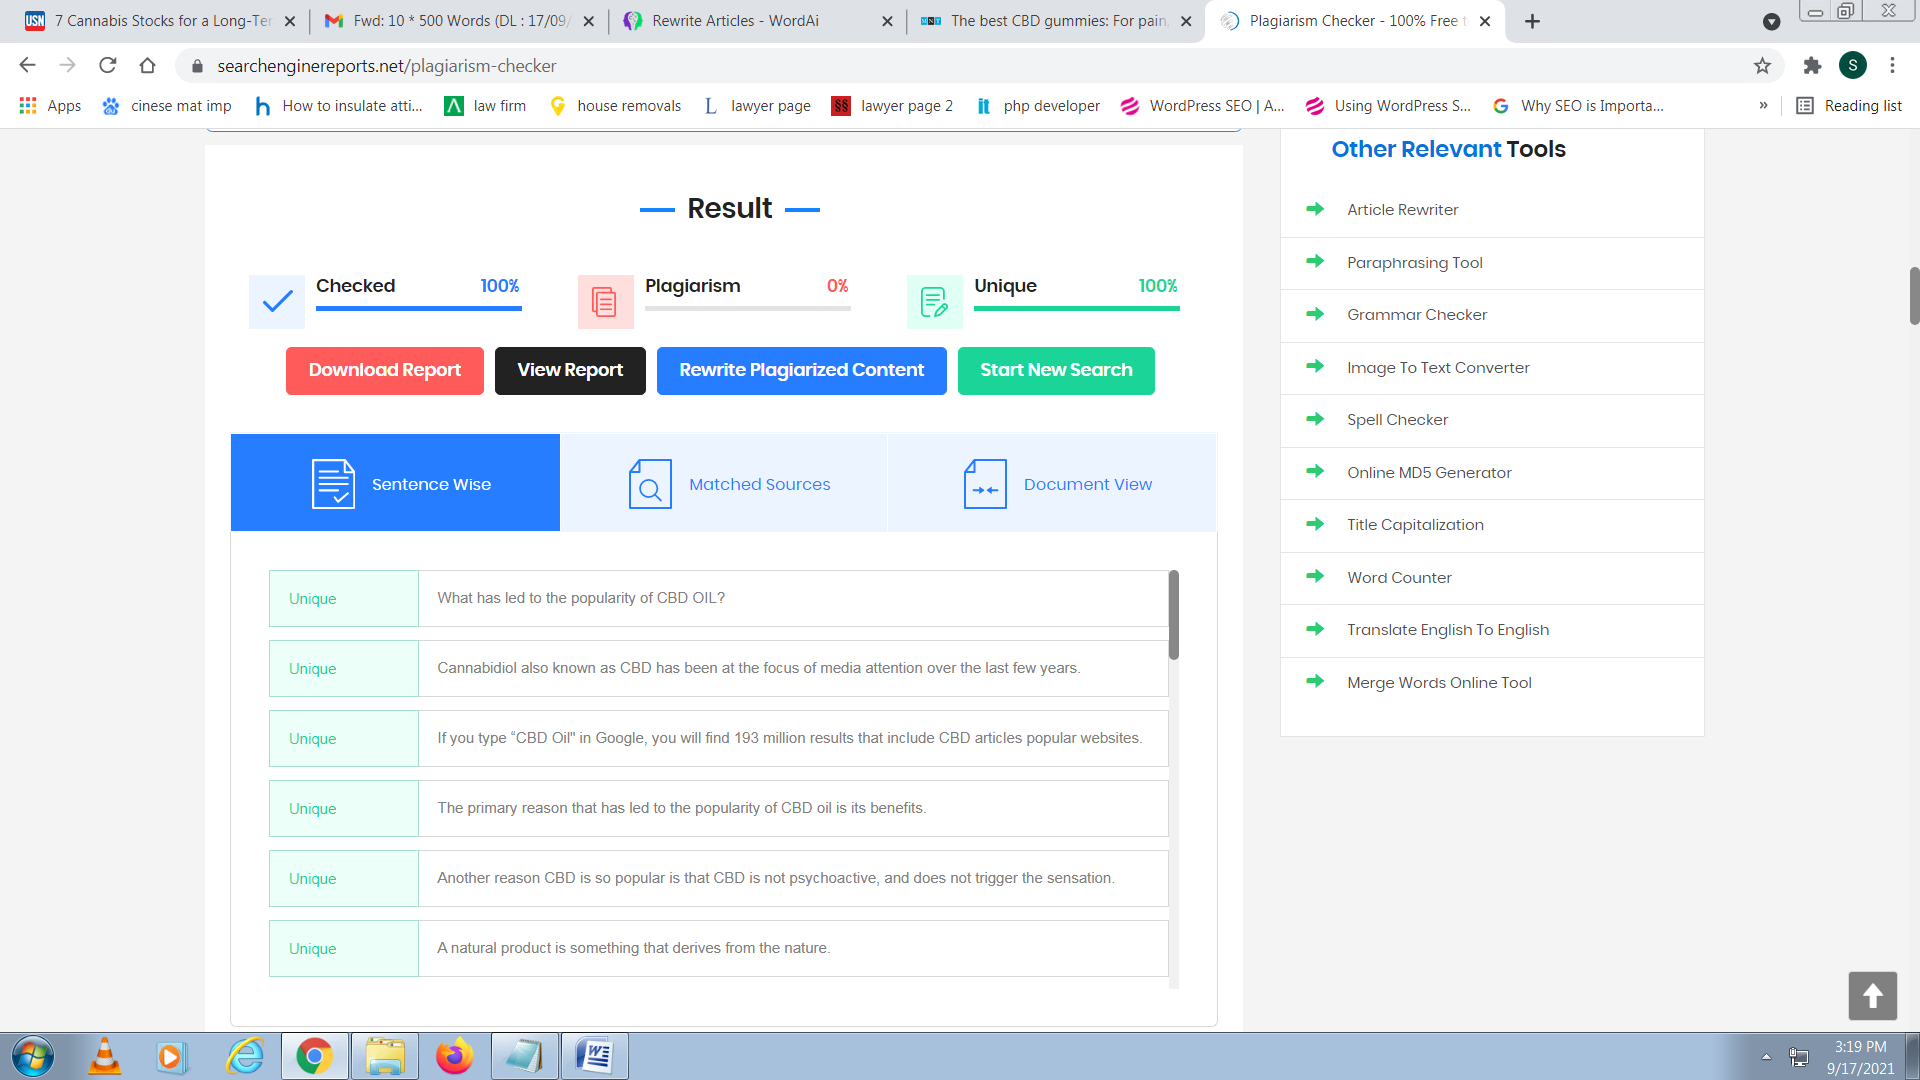 USN
7 Cannabis Stocks for a Long-Ter
Fwd: 10 * 500 Words (DL : 17/09/
Rewrite Articles - WordAi
MNT
The best CBD gummies: For pain,
Plagiarism Checker - 100% Free t
searchenginereports.net/plagiarism-checker
S
Apps
cinese mat imp
How to insulate atti...
law firm
house removals
lawyer page
lawyer page 2
php developer
WordPress SEO | A...
Using WordPress S...
Why SEO is Importa...
»
Reading list
Result
Checked 100%
Plagiarism 0%
Unique 100%
Download Report
View Report
Rewrite Plagiarized Content
Start New Search
Sentence Wise
Matched Sources
Document View
Unique What has led to the popularity of CBD OIL?
Unique Cannabidiol also known as CBD has been at the focus of media attention over the last few years.
Unique If you type “CBD Oil" in Google, you will find 193 million results that include CBD articles popular websites.
Unique The primary reason that has led to the popularity of CBD oil is its benefits.
Unique Another reason CBD is so popular is that CBD is not psychoactive, and does not trigger the sensation.
Unique A natural product is something that derives from the nature.
Other Relevant Tools
Article Rewriter
Paraphrasing Tool
Grammar Checker
Image To Text Converter
Spell Checker
Online MD5 Generator
Title Capitalization
Word Counter
Translate English To English
Merge Words Online Tool
3:19 PM
9/17/2021